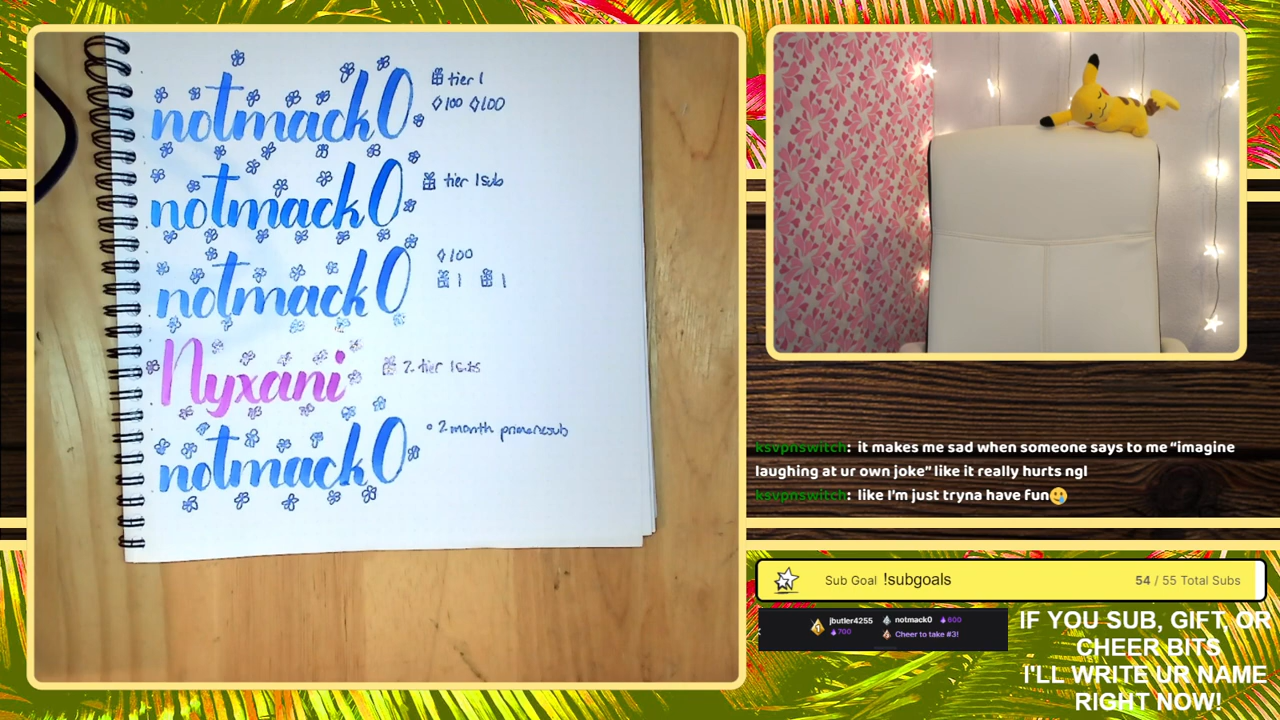 notmack0
tier 1
100 100
notmack0
tier 1 sub
notmack0
100
1 1
Nyxani
2 tier 1
notmack0
2 month sub
ksvpnswitch: it makes me sad when someone says to me “imagine
laughing at ur own joke” like it really hurts ngl
ksvpnswitch: like I'm just tryna have fun🥲
Sub Goal !subgoals 54 / 55 Total Subs
1 jbutler4255 700
notmack0 600
Cheer to take #3!
IF YOU SUB, GIFT, OR
CHEER BITS
I'LL WRITE UR NAME
RIGHT NOW!